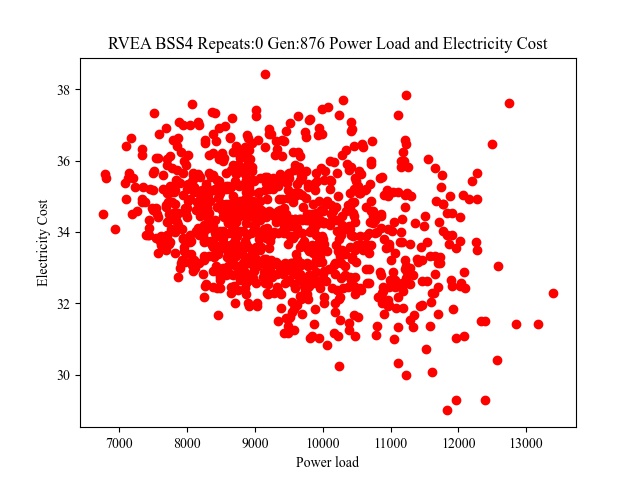 RVEA BSS4 Repeats:0 Gen:876 Power Load and Electricity Cost
38
36
34
32
30
Electricity Cost
7000 8000 9000 10000 11000 12000 13000
Power load